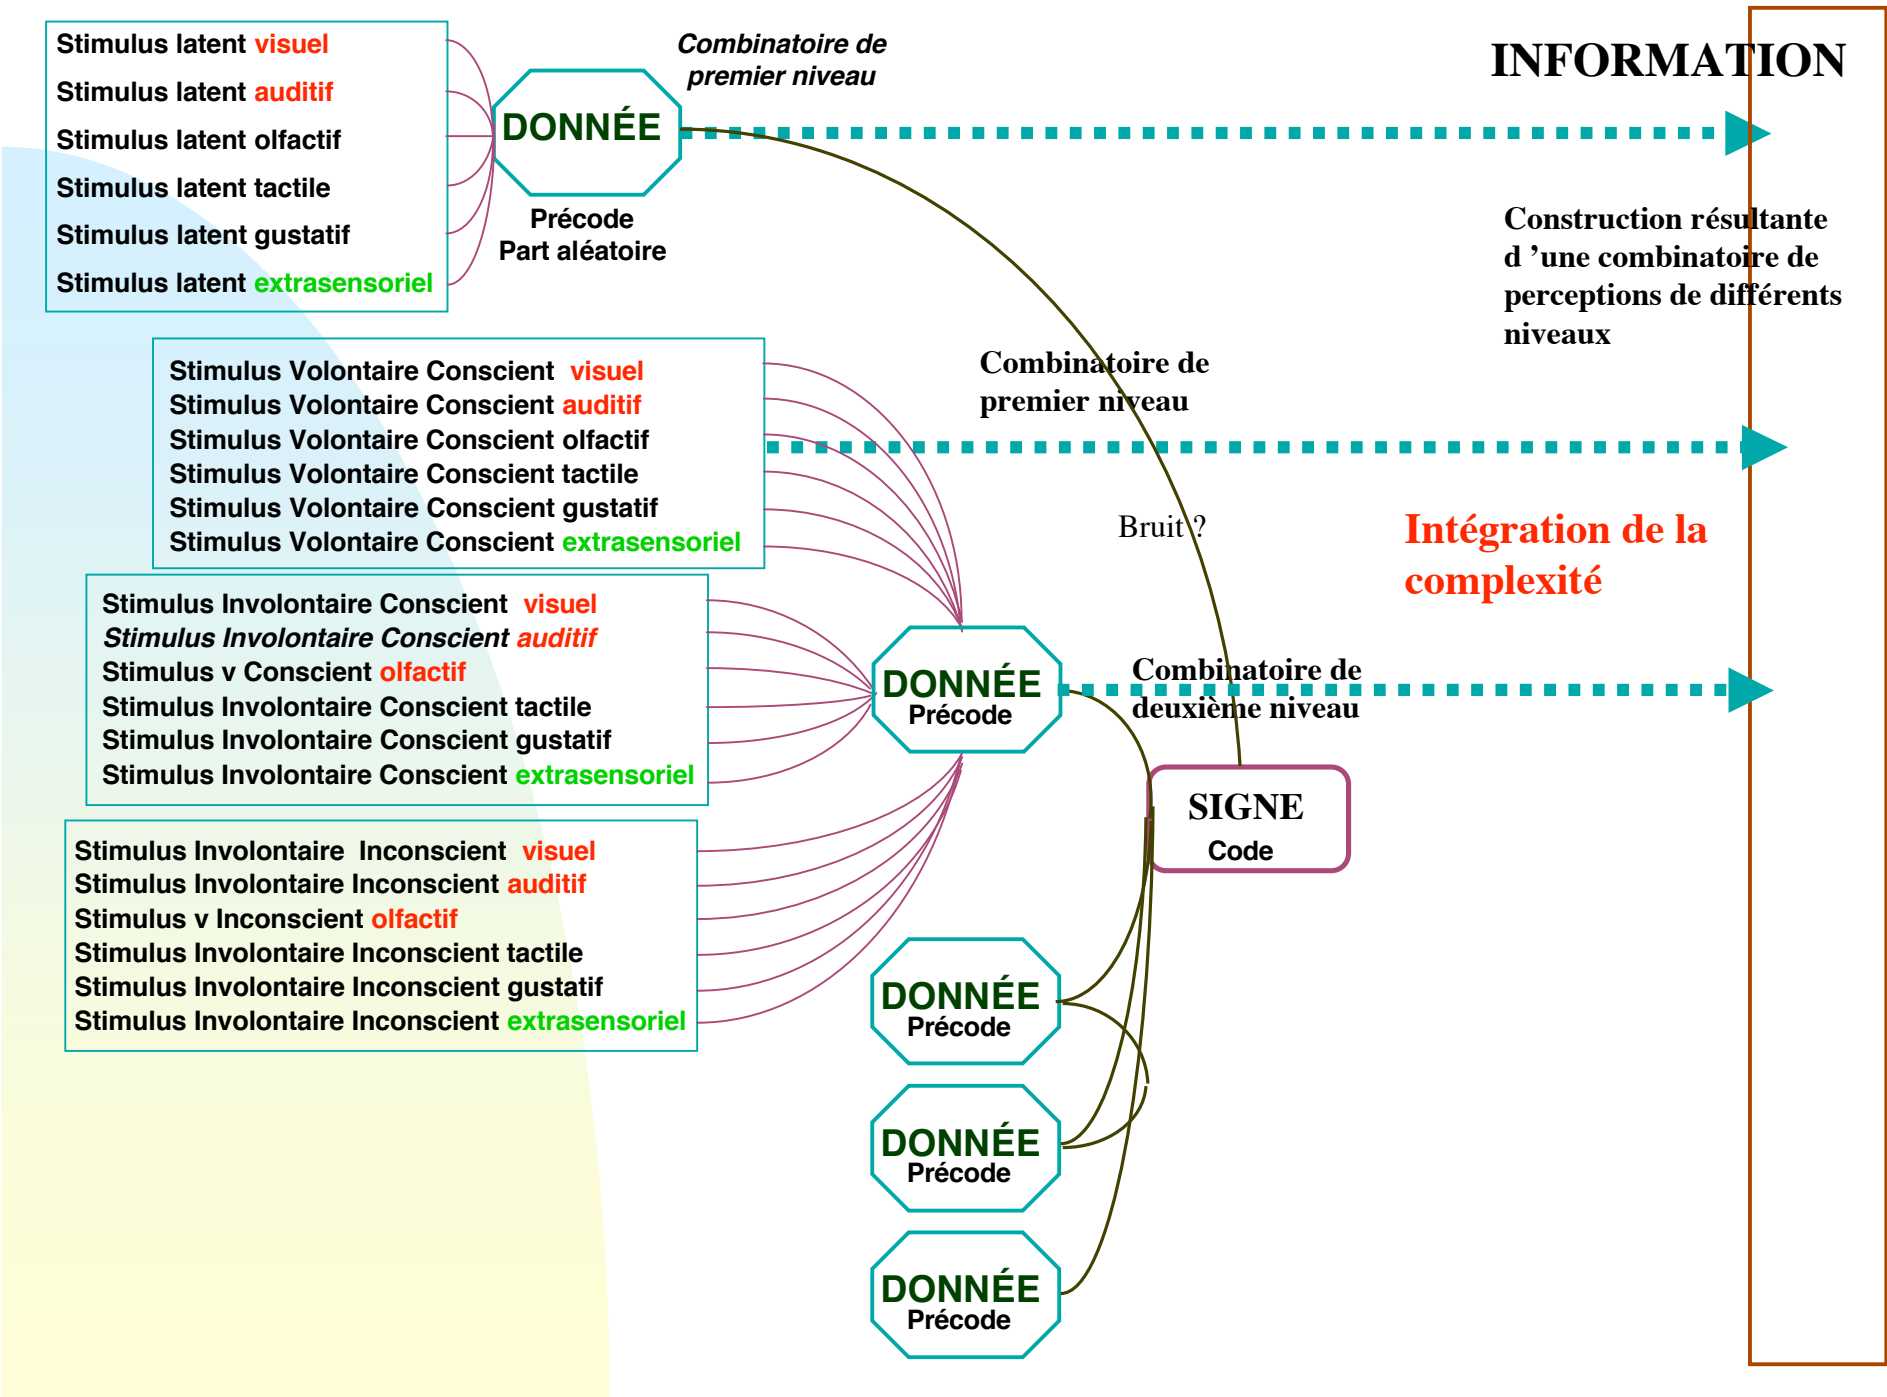 Stimulus latent visuel
Stimulus latent auditif
Stimulus latent olfactif
Stimulus latent tactile
Stimulus latent gustatif
Stimulus latent extrasensoriel
DONNÉE
Précode
Part aléatoire
Combinatoire de
premier niveau
INFORMATION
Construction résultante
d ’une combinatoire de
perceptions de différents
niveaux
Stimulus Volontaire Conscient visuel
Stimulus Volontaire Conscient auditif
Stimulus Volontaire Conscient olfactif
Stimulus Volontaire Conscient tactile
Stimulus Volontaire Conscient gustatif
Stimulus Volontaire Conscient extrasensoriel
Combinatoire de
premier niveau
Bruit ?
Intégration de la
complexité
Stimulus Involontaire Conscient visuel
Stimulus Involontaire Conscient auditif
Stimulus v Conscient olfactif
Stimulus Involontaire Conscient tactile
Stimulus Involontaire Conscient gustatif
Stimulus Involontaire Conscient extrasensoriel
DONNÉE
Précode
Combinatoire de
deuxième niveau
SIGNE
Code
Stimulus Involontaire Inconscient visuel
Stimulus Involontaire Inconscient auditif
Stimulus v Inconscient olfactif
Stimulus Involontaire Inconscient tactile
Stimulus Involontaire Inconscient gustatif
Stimulus Involontaire Inconscient extrasensoriel
DONNÉE
Précode
DONNÉE
Précode
DONNÉE
Précode